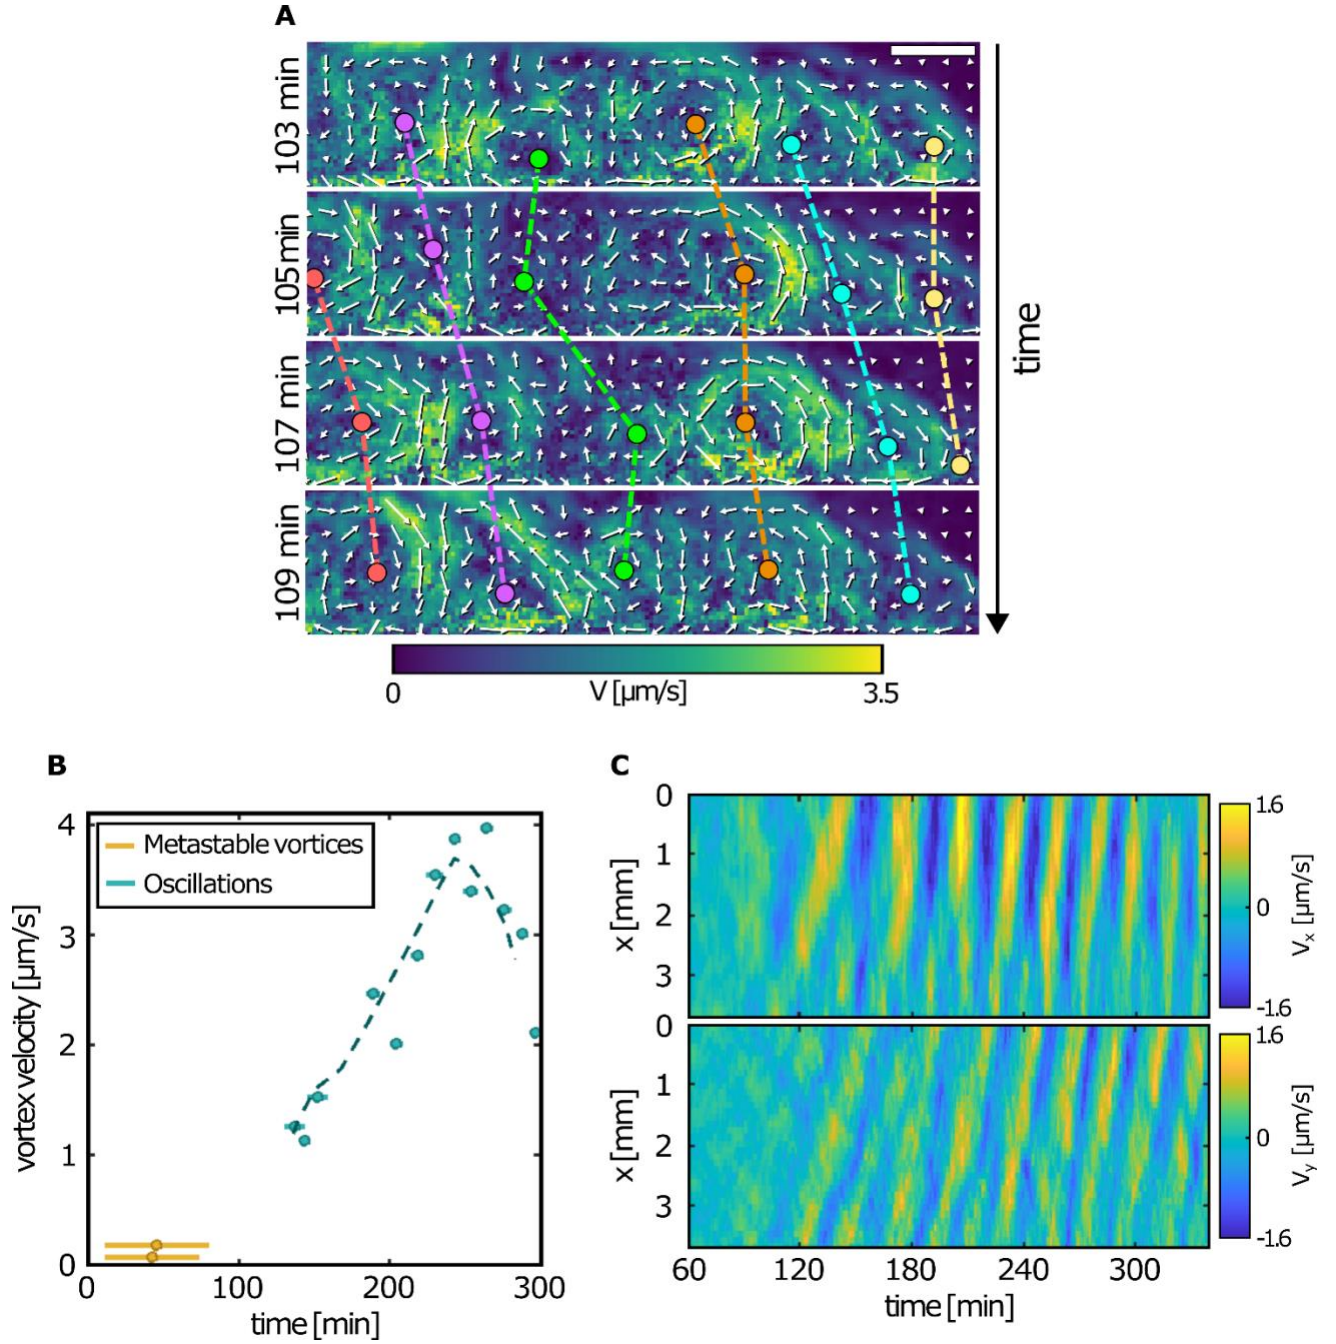 A
103 min
105 min
107 min
109 min
time
0
V [µm/s]
3.5
B
vortex velocity [µm/s]
4
3
2
1
0
Metastable vortices
Oscillations
0
100
200
300
time [min]
C
x [mm]
0
1
2
3
1.6
0
-1.6
Vx [µm/s]
x [mm]
0
1
2
3
1.6
0
-1.6
Vy [µm/s]
60
120
180
240
300
time [min]